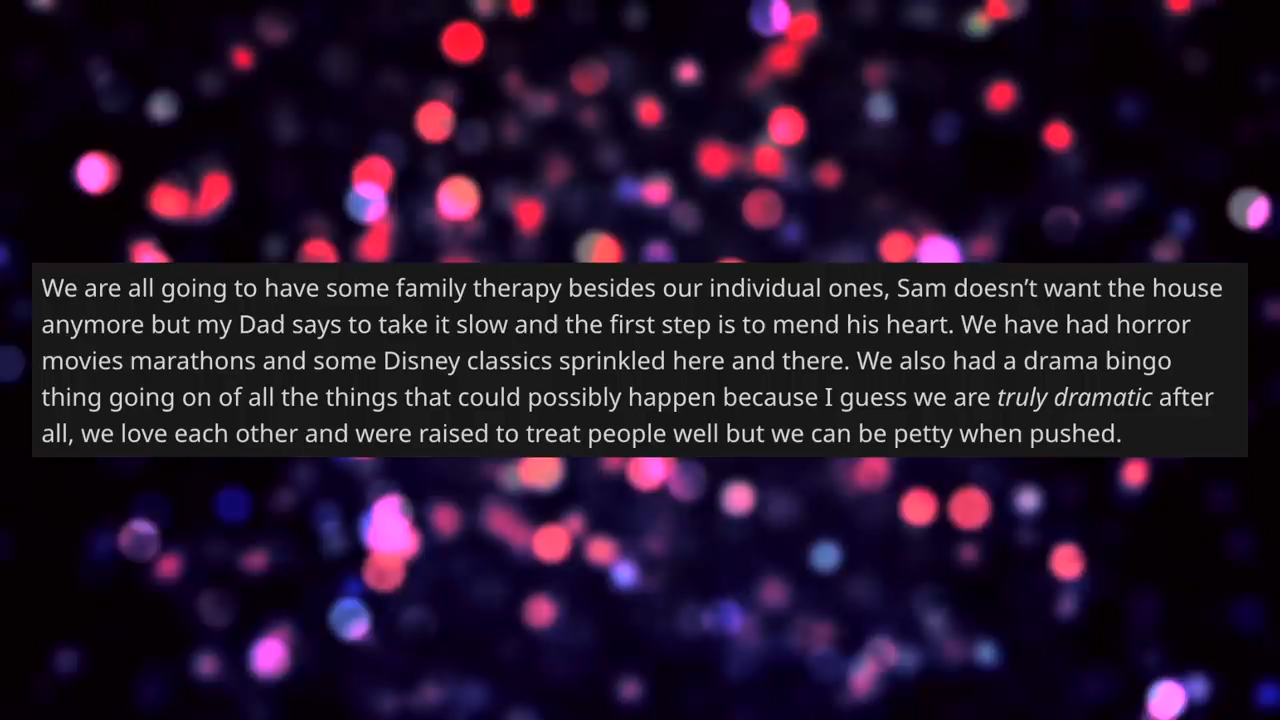 We are all going to have some family therapy besides our individual ones, Sam doesn’t want the house
anymore but my Dad says to take it slow and the first step is to mend his heart. We have had horror
movies marathons and some Disney classics sprinkled here and there. We also had a drama bingo
thing going on of all the things that could possibly happen because I guess we are truly dramatic after
all, we love each other and were raised to treat people well but we can be petty when pushed.